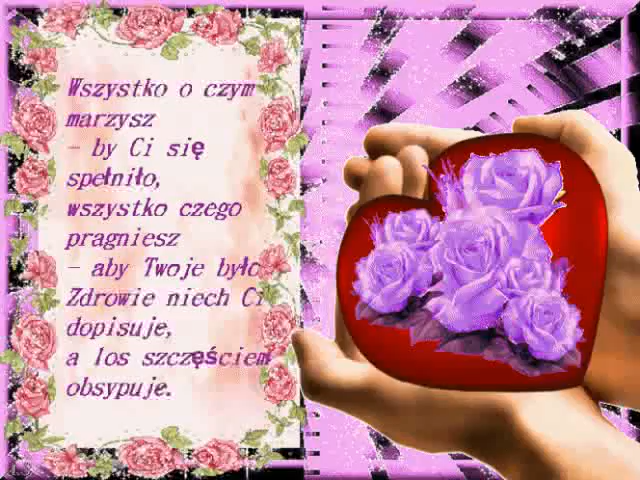 Wszystko o czym
marzysz
- by Ci się
spełniło,
wszystko czego
pragniesz
- aby Twoje było
Zdrowie niech Ci
dopisuje,
a los szczęściem
obsypuje.